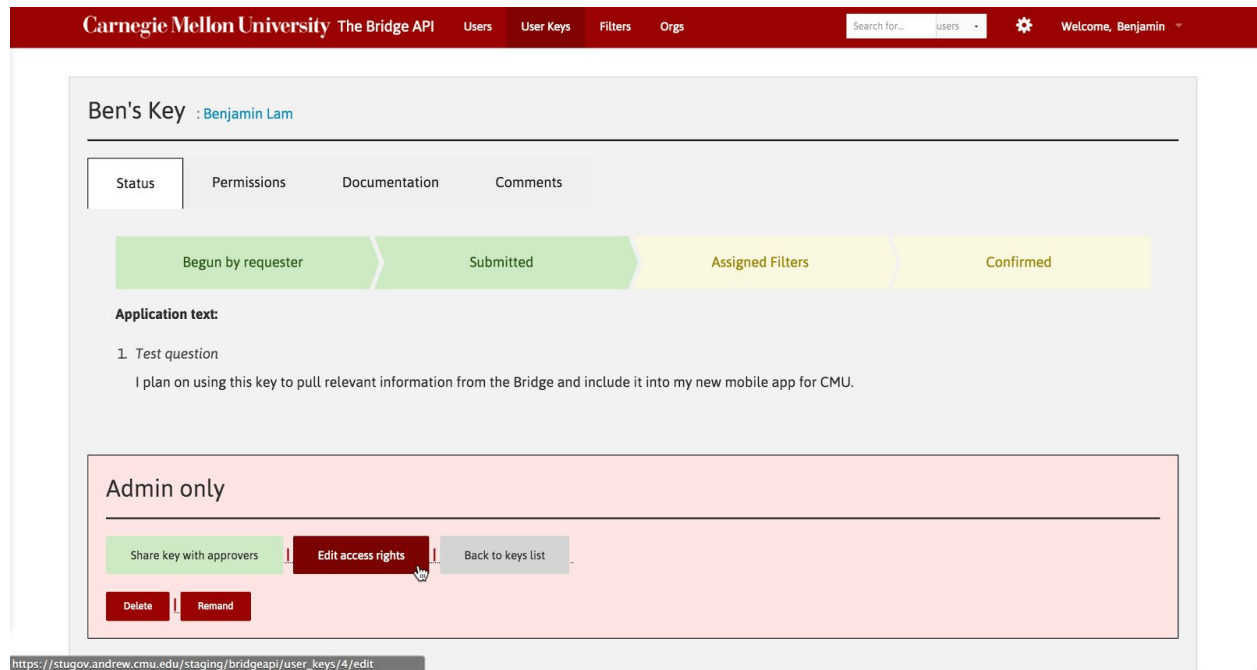 Carnegie Mellon University The Bridge API Users User Keys Filters Orgs Search for... users Welcome, Benjamin
Ben's Key : Benjamin Lam
Status Permissions Documentation Comments
Begun by requester Submitted Assigned Filters Confirmed
Application text:
1. Test question
I plan on using this key to pull relevant information from the Bridge and include it into my new mobile app for CMU.
Admin only
Share key with approvers | Edit access rights | Back to keys list
Delete | Remand
https://stugov.andrew.cmu.edu/staging/bridgeapi/user_keys/4/edit